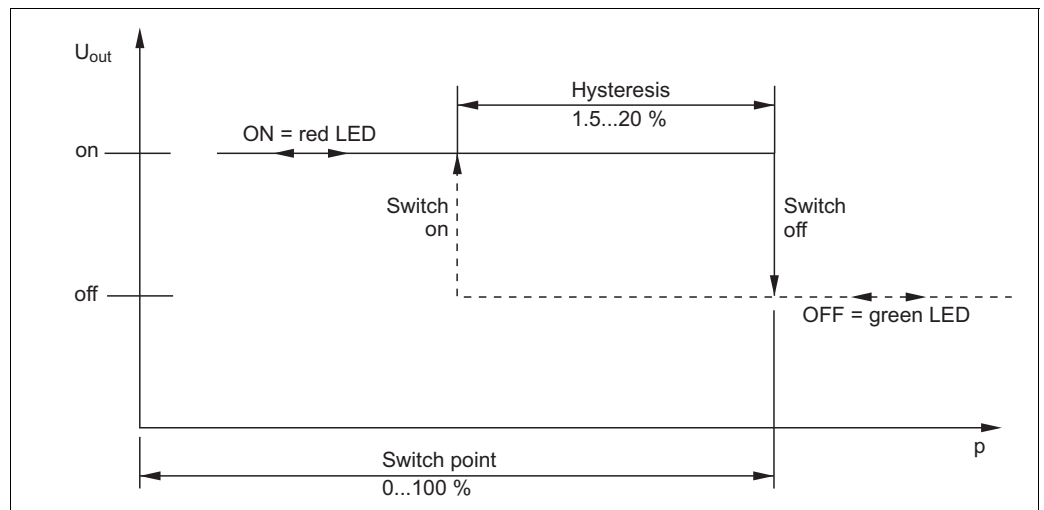 Uout
Hysteresis
1.5...20 %
ON = red LED
on
Switch
on
Switch
off
off
OFF = green LED
p
Switch point
0...100 %